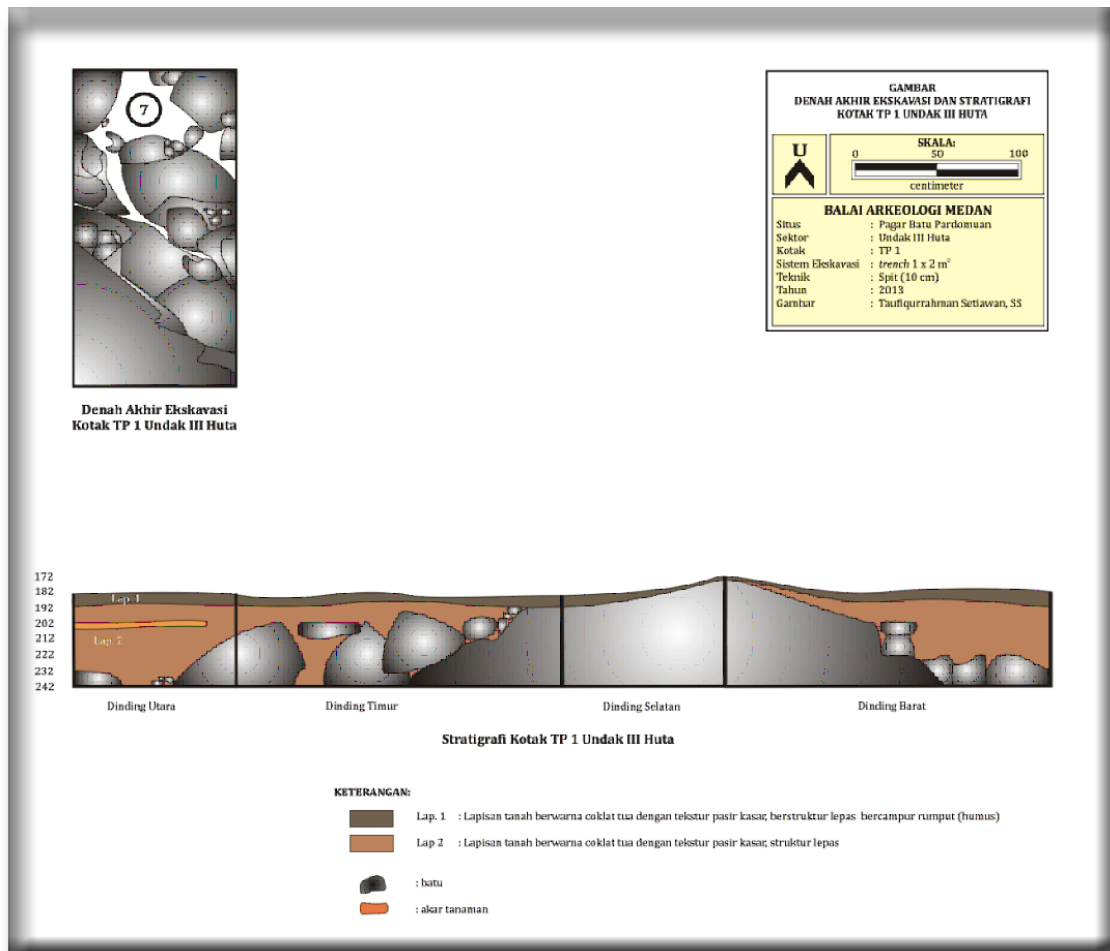 7
Denah Akhir Ekskavasi
Kotak TP 1 Undak III Huta
GAMBAR
DENAH AKHIR EKSKAVASI DAN STRATIGRAFI
KOTAK TP 1 UNDAK III HUTA
U
SKALA:
0 50 100
centimeter
BALAI ARKEOLOGI MEDAN
Situs : Pagar Batu Pardomuan
Sektor : Undak III Huta
Kotak : TP 1
Sistem Ekskavasi : trench 1 x 2 m²
Teknik : Spit (10 cm)
Tahun : 2013
Gambar : Taufiqurrahman Setiawan, SS
172
182
192
202
212
222
232
242
Lap. 1
Lap. 2
Dinding Utara Dinding Timur Dinding Selatan Dinding Barat
Stratigrafi Kotak TP 1 Undak III Huta
KETERANGAN:
Lap. 1 : Lapisan tanah berwarna coklat tua dengan tekstur pasir kasar, berstruktur lepas bercampur rumput (humus)
Lap 2 : Lapisan tanah berwarna coklat tua dengan tekstur pasir kasar, struktur lepas
: batu
: akar tanaman